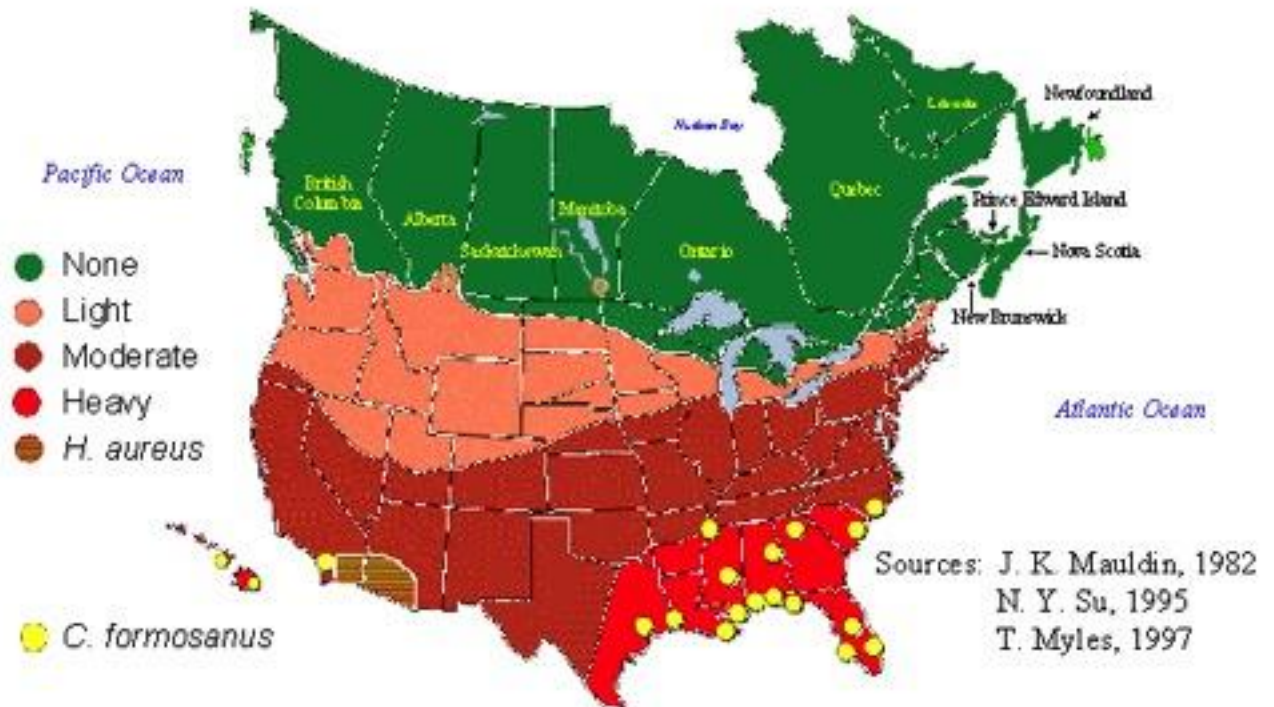 Newfoundland
Labrador
Hudson Bay
Pacific Ocean
British
Columbia
Alberta
Manitoba
Saskatchewan
Ontario
Quebec
Prince Edward Island
Nova Scotia
New Brunswick
None
Light
Moderate
Heavy
H. aureus
Atlantic Ocean
C. formosanus
Sources: J. K. Mauldin, 1982
N. Y. Su, 1995
T. Myles, 1997